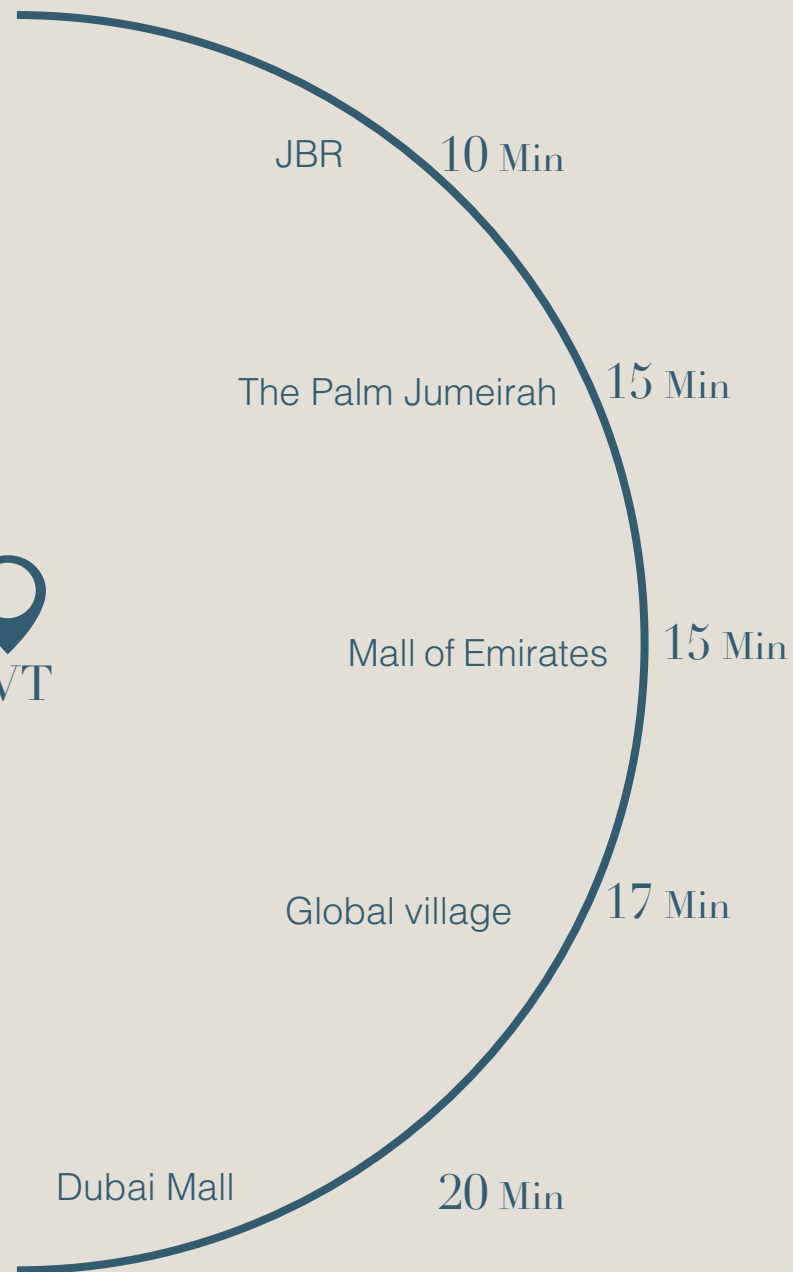 JBR 10 Min
The Palm Jumeirah 15 Min
Mall of Emirates 15 Min
VT
Global village 17 Min
Dubai Mall 20 Min